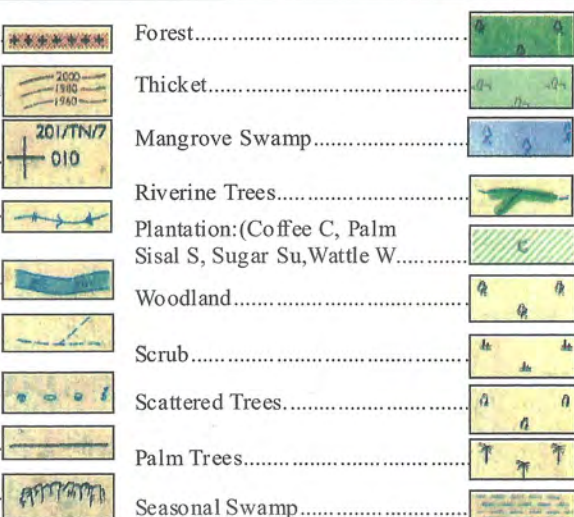 Forest
2000
1980
1960
Thicket
201/TN/7
010
Mangrove Swamp
Riverine Trees
Plantation:(Coffee C, Palm
Sisal S, Sugar Su,Wattle W
C
Woodland
Scrub
Scattered Trees
Palm Trees
Seasonal Swamp